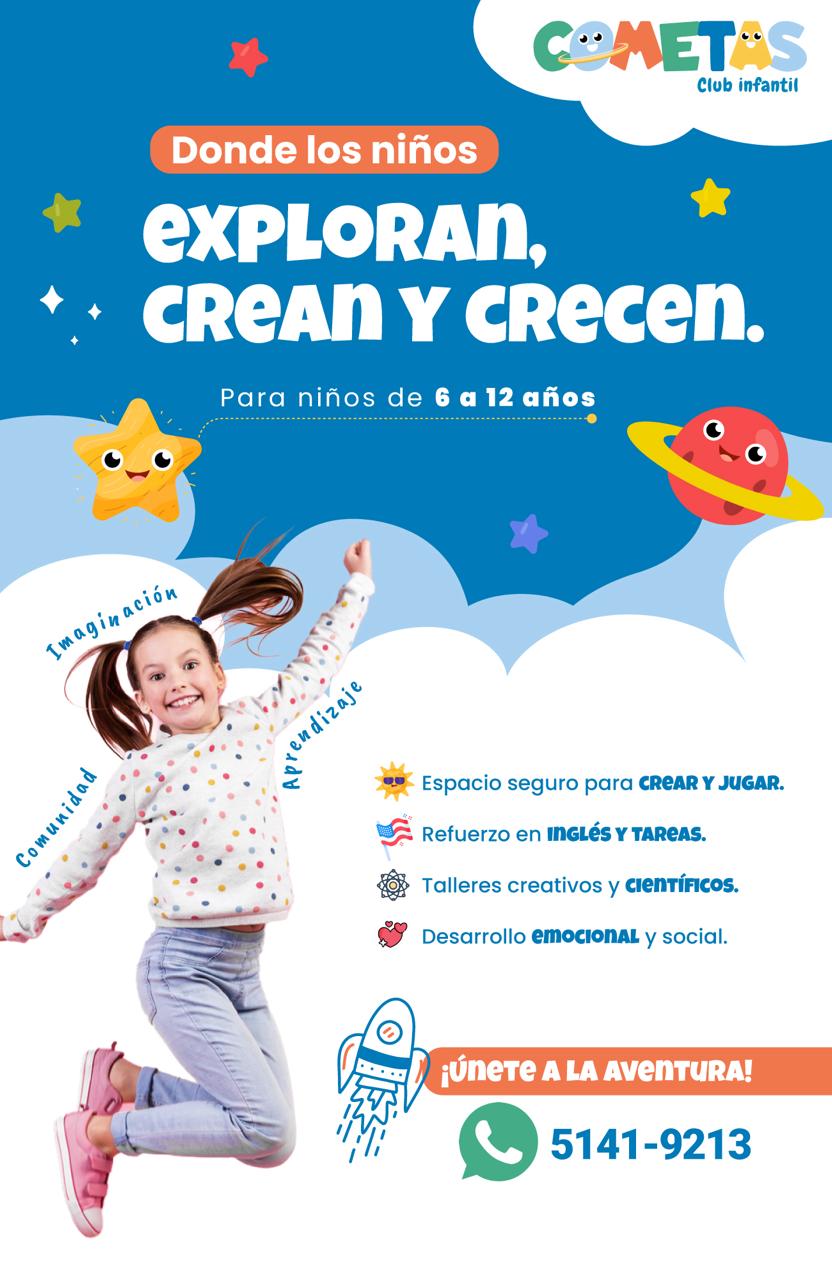 COMETAS
Club infantil
Donde los niños
exploran,
crean y crecen.
Para niños de 6 a 12 años
Imaginación
Aprendizaje
Comunidad
Espacio seguro para crear y jugar.
Refuerzo en inglés y tareas.
Talleres creativos y científicos.
Desarrollo emocional y social.
¡Únete a la aventura!
5141-9213